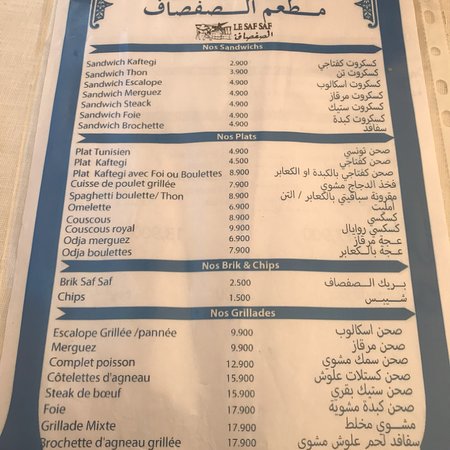 مطعم الصفصاف
LE SAF SAF
الصفصافة
Nos Sandwichs
Sandwich Kaftegi 2.900 كسكروت كفتاجي
Sandwich Thon 3.900 كسكروت تن
Sandwich Escalope 4.900 كسكروت اسكالوب
Sandwich Merguez 4.900 كسكروت مرقاز
Sandwich Steack 4.900 كسكروت ستيك
Sandwich Foie 4.900 كسكروت كبدة
Sandwich Brochette 4.900 سفافد
Nos Plats
Plat Tunisien 4.900 صحن تونسي
Plat Kaftegi 4.500 صحن كفتاجي
Plat Kaftegi avec Foi ou Boulettes 8.900 صحن كفتاجي بالكبدة او الكعابر
Cuisse de poulet grillée 7.900 فخذ الدجاج مشوي
Spaghetti boulette/ Thon 8.900 مقرونة سباقيتي بالكعابر / التن
Omelette 6.900 أمليت
Couscous 8.900 كسكسي
Couscous royal 9.900 كسكسي روايال
Odja merguez 6.900 عجة مرقاز
Odja boulettes 7.900 عجة بالكعابر
Nos Brik & Chips
Brik Saf Saf 2.500 بريك الصفصاف
Chips 1.500 شيبس
Nos Grillades
Escalope Grillée /pannée 9.900 صحن اسكالوب
Merguez 9.900 صحن مرقاز
Complet poisson 12.900 صحن سمك مشوي
Côtelettes d'agneau 15.900 صحن كستلات علوش
Steak de bœuf 15.900 صحن ستيك بقري
Foie 17.900 صحن كبدة مشوية
Grillade Mixte 17.900 مشوي مخلط
Brochette d'agneau grillée 17.900 سفافد لحم علوش مشوي